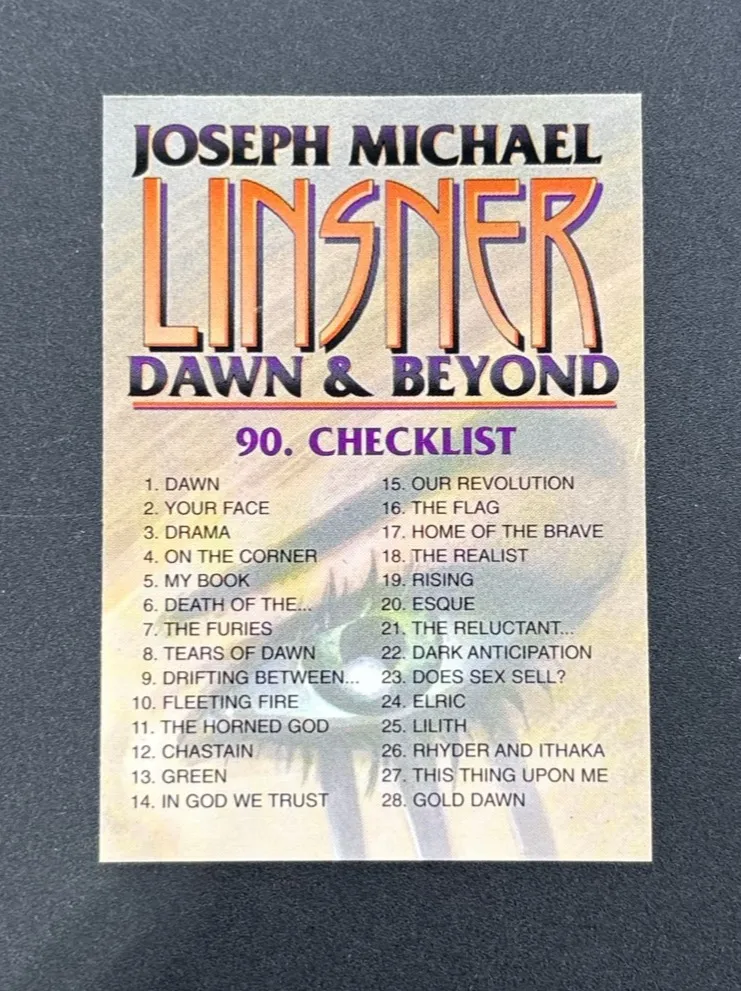 JOSEPH MICHAEL
LINSNER
DAWN & BEYOND
90. CHECKLIST
1. DAWN
2. YOUR FACE
3. DRAMA
4. ON THE CORNER
5. MY BOOK
6. DEATH OF THE...
7. THE FURIES
8. TEARS OF DAWN
9. DRIFTING BETWEEN...
10. FLEETING FIRE
11. THE HORNED GOD
12. CHASTAIN
13. GREEN
14. IN GOD WE TRUST
15. OUR REVOLUTION
16. THE FLAG
17. HOME OF THE BRAVE
18. THE REALIST
19. RISING
20. ESQUE
21. THE RELUCTANT...
22. DARK ANTICIPATION
23. DOES SEX SELL?
24. ELRIC
25. LILITH
26. RHYDER AND ITHAKA
27. THIS THING UPON ME
28. GOLD DAWN